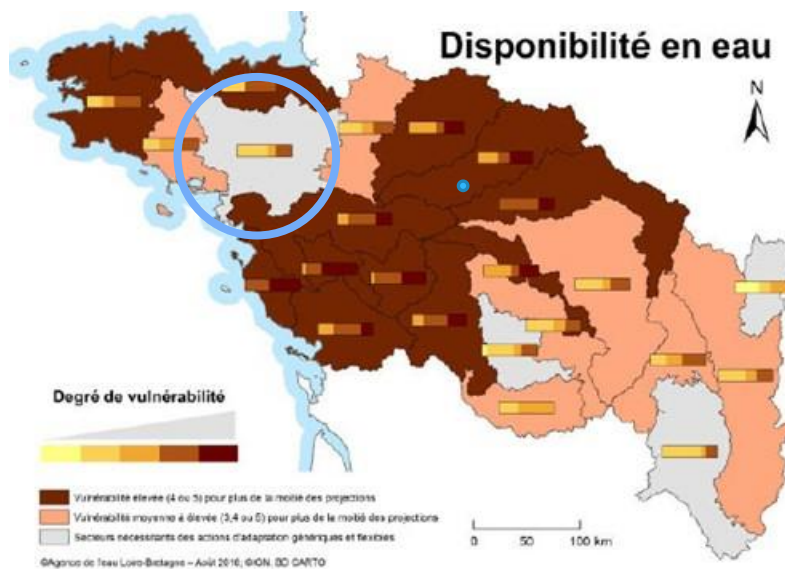 Disponibilité en eau
N
Degré de vulnérabilité
Vulnérabilité élevée (4 ou 5) pour plus de la moitié des projections
Vulnérabilité moyenne à élevée (3,4 ou 5) pour plus de la moitié des projections
Secteurs nécessitants des actions d'adaptation génériques et flexibles
0 50 100 km
©Agence de l'eau Loire-Bretagne – Août 2016; ©IGN, BD CARTO